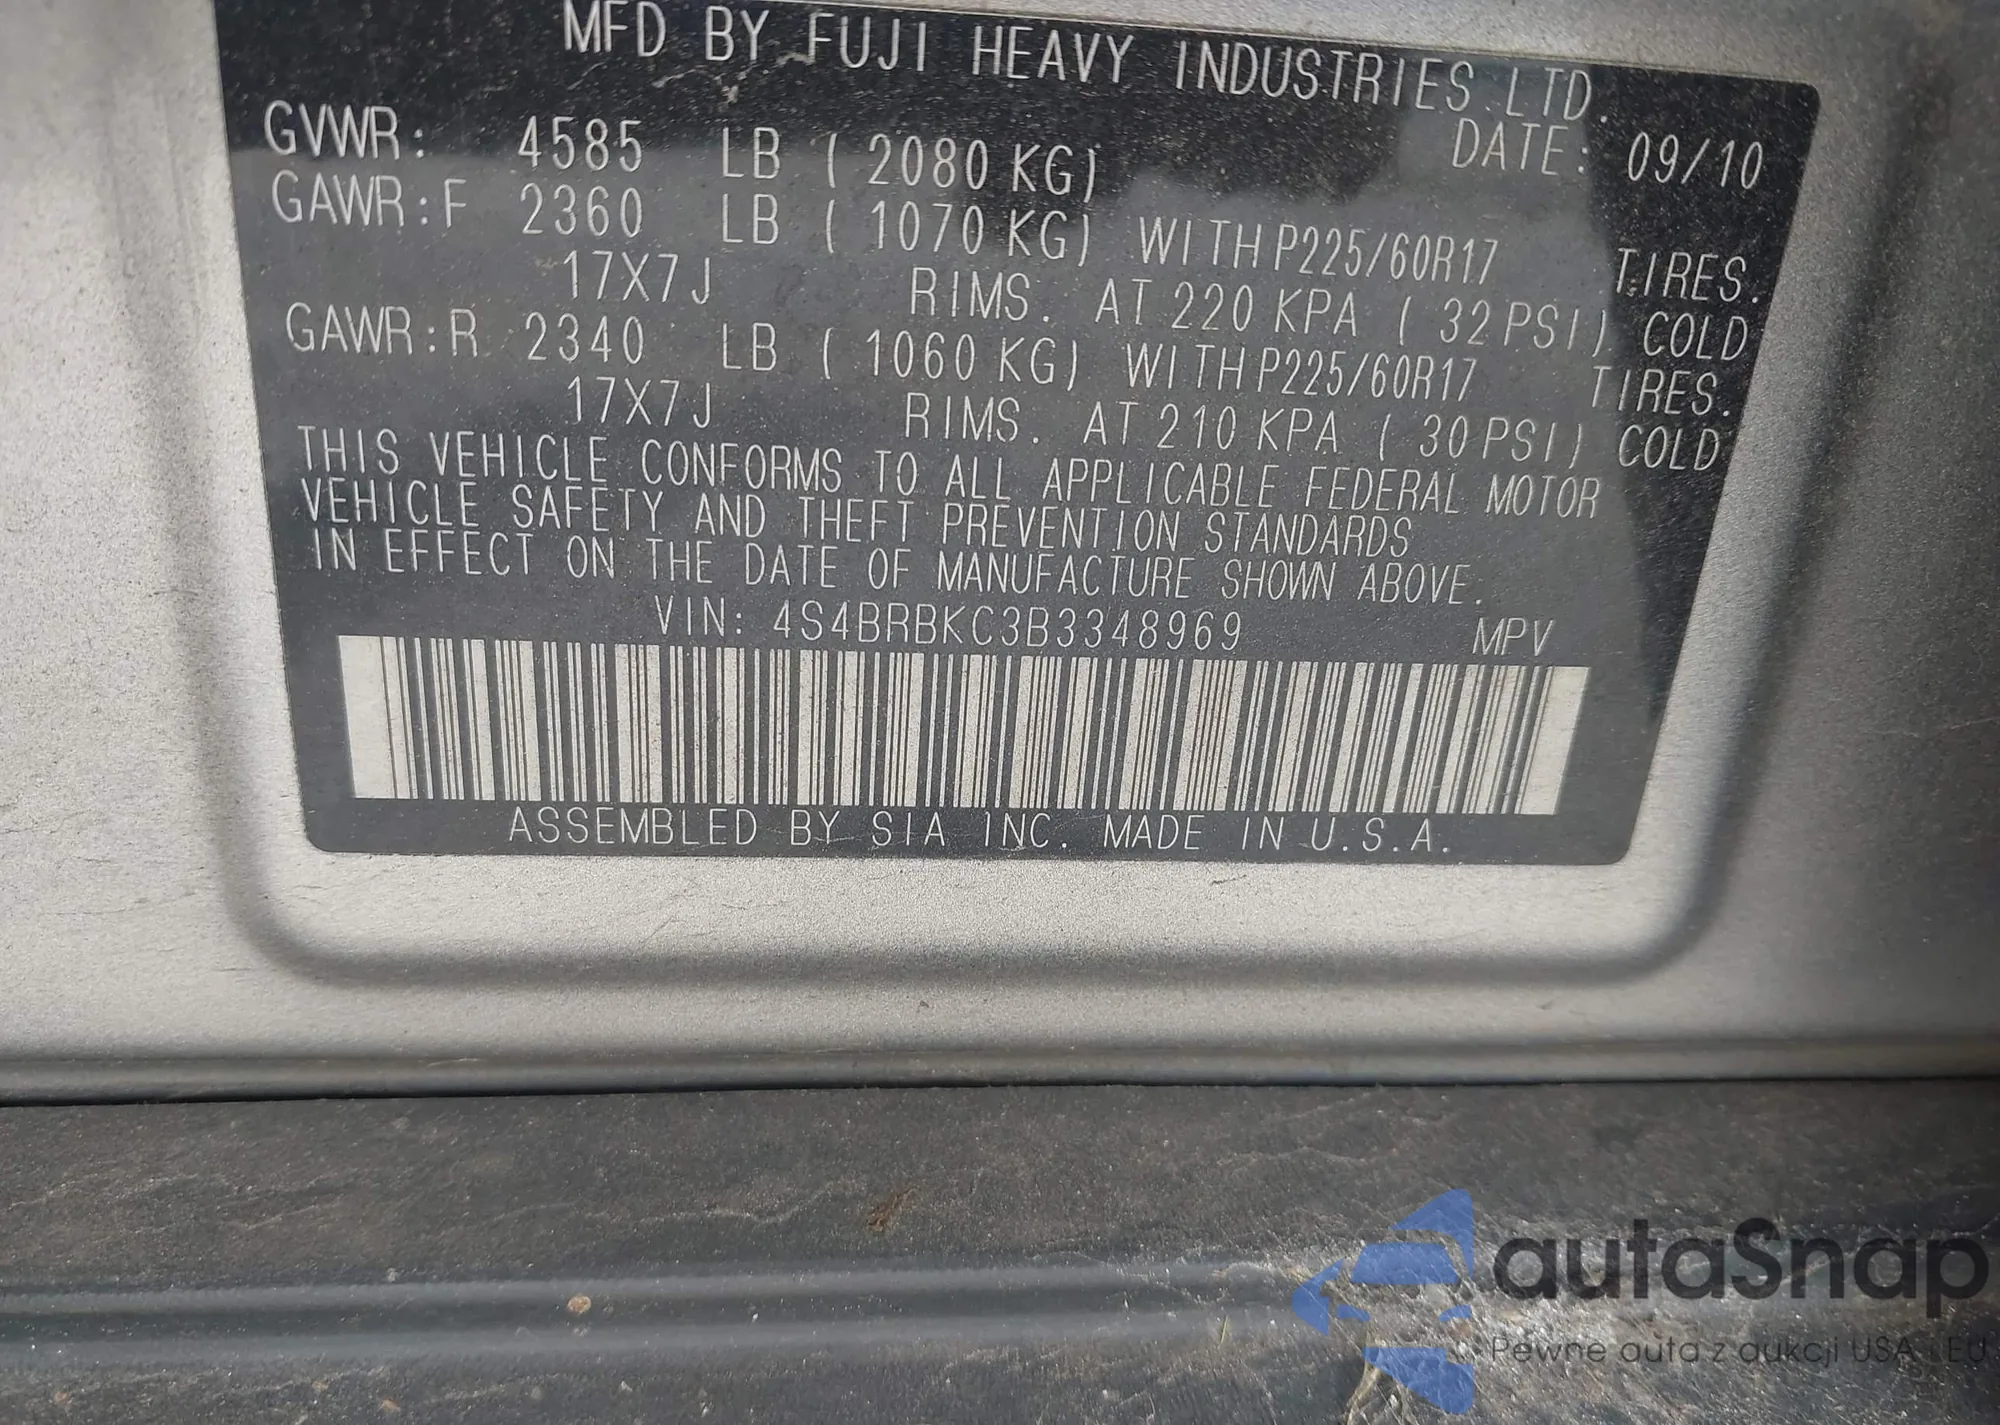 MFD BY FUJI HEAVY INDUSTRIES LTD.
GVWR: 4585 LB ( 2080 KG) DATE: 09/10
GAWR:F 2360 LB ( 1070 KG) WITH P225/60R17 TIRES.
17X7J RIMS. AT 220 KPA ( 32 PSI) COLD
GAWR:R 2340 LB ( 1060 KG) WITH P225/60R17 TIRES.
17X7J RIMS. AT 210 KPA ( 30 PSI) COLD
THIS VEHICLE CONFORMS TO ALL APPLICABLE FEDERAL MOTOR
VEHICLE SAFETY AND THEFT PREVENTION STANDARDS
IN EFFECT ON THE DATE OF MANUFACTURE SHOWN ABOVE.
VIN: 4S4BRBKC3B3348969 MPV
ASSEMBLED BY SIA INC. MADE IN U.S.A.
autaSnap
Pewne auta z aukcji USA i EU